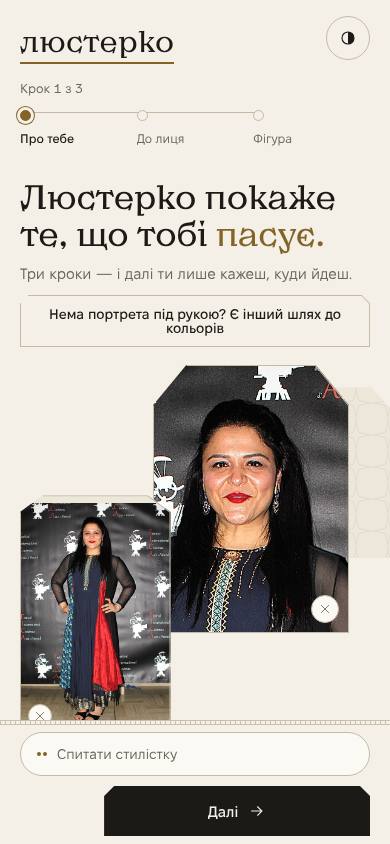 люстерко
Крок 1 з 3
Про тебе
До лиця
Фігура
Люстерко покаже
те, що тобі пасує.
Три кроки — і далі ти лише кажеш, куди йдеш.
Нема портрета під рукою? Є інший шлях до
кольорів
Спитати стилістку
Далі →